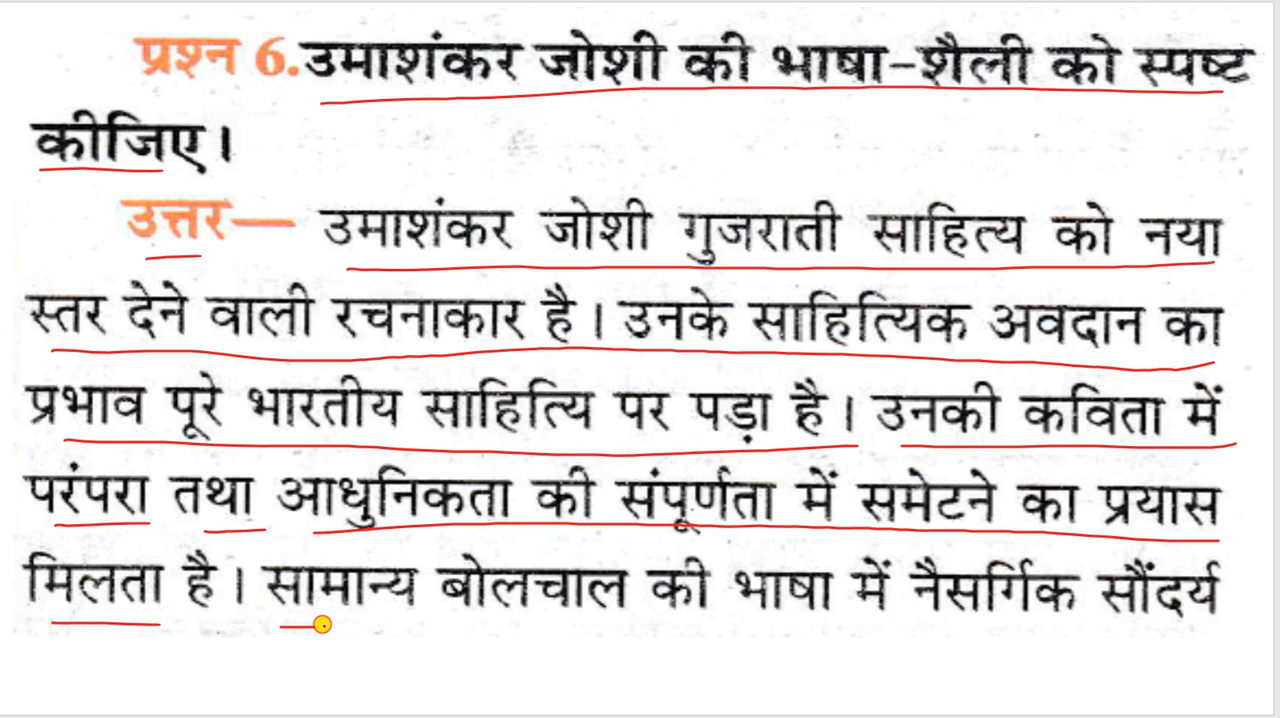 प्रश्न 6. उमाशंकर जोशी की भाषा-शैली को स्पष्ट
कीजिए।
उत्तर— उमाशंकर जोशी गुजराती साहित्य को नया
स्तर देने वाली रचनाकार है। उनके साहित्यिक अवदान का
प्रभाव पूरे भारतीय साहित्यि पर पड़ा है। उनकी कविता में
परंपरा तथा आधुनिकता की संपूर्णता में समेटने का प्रयास
मिलता है। सामान्य बोलचाल की भाषा में नैसर्गिक सौंदर्य